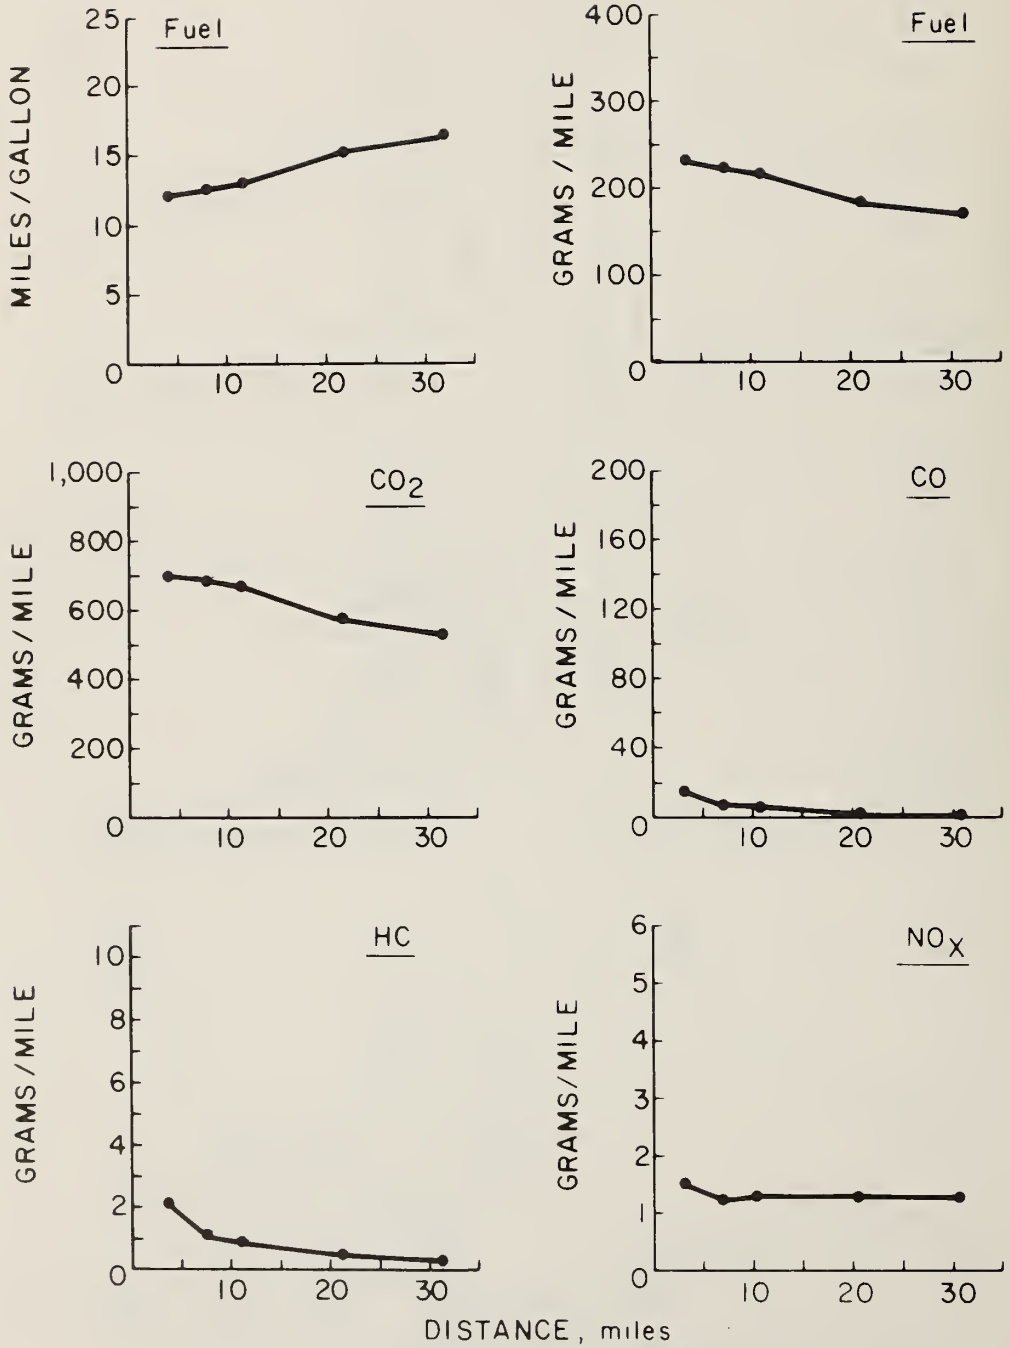 Fuel
MILES/GALLON
25
20
15
10
5
0
10 20 30
Fuel
GRAMS/MILE
400
300
200
100
0
10 20 30
CO2
GRAMS/MILE
1,000
800
600
400
200
0
10 20 30
CO
GRAMS/MILE
200
160
120
80
40
0
10 20 30
HC
GRAMS/MILE
10
8
6
4
2
0
10 20 30
NOX
GRAMS/MILE
6
5
4
3
2
1
0
10 20 30
DISTANCE, miles